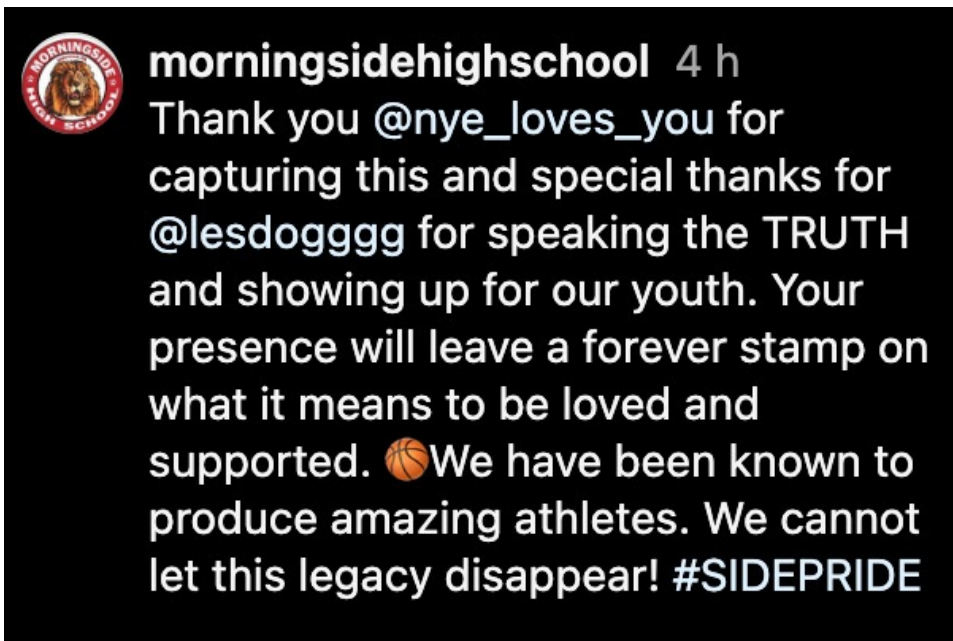 MORNINGSIDE
HIGH SCHOOL
morningsidehighschool 4 h
Thank you @nye_loves_you for
capturing this and special thanks for
@lesdogggg for speaking the TRUTH
and showing up for our youth. Your
presence will leave a forever stamp on
what it means to be loved and
supported. 🏀We have been known to
produce amazing athletes. We cannot
let this legacy disappear! #SIDEPRIDE